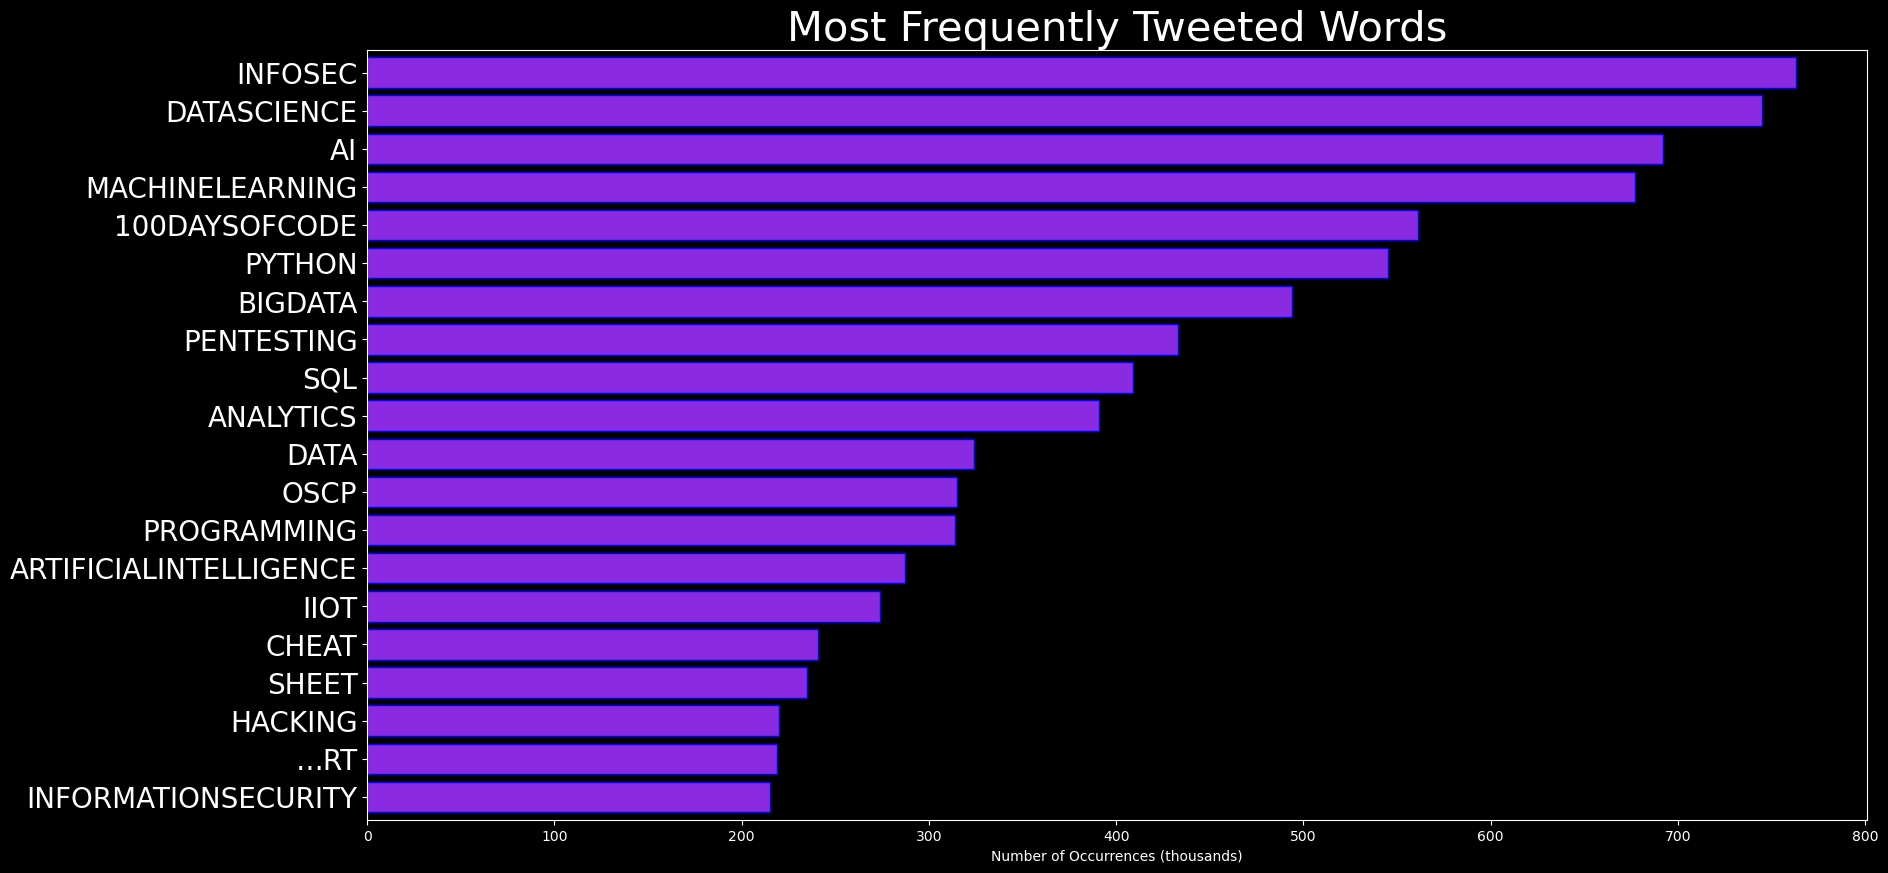 Most Frequently Tweeted Words
INFOSEC
DATASCIENCE
AI
MACHINELEARNING
100DAYSOFCODE
PYTHON
BIGDATA
PENTESTING
SQL
ANALYTICS
DATA
OSCP
PROGRAMMING
ARTIFICIALINTELLIGENCE
IIOT
CHEAT
SHEET
HACKING
…RT
INFORMATIONSECURITY
0 100 200 300 400 500 600 700 800
Number of Occurrences (thousands)